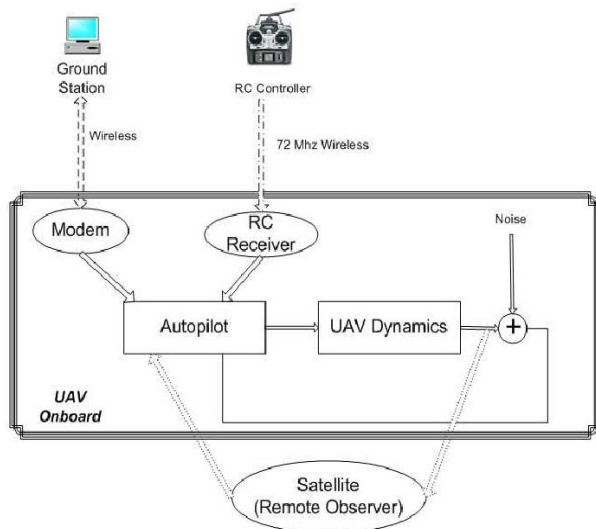 Ground
Station
RC Controller
Wireless
72 Mhz Wireless
Modem
RC
Receiver
Noise
Autopilot
UAV Dynamics
+
UAV
Onboard
Satellite
(Remote Observer)